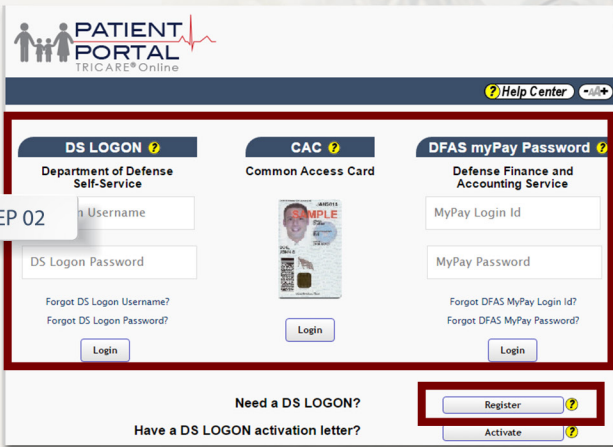 PATIENT
PORTAL
TRICARE® Online
? Help Center
-AA+
DS LOGON ?
Department of Defense
Self-Service
Username
EP 02
DS Logon Password
Forgot DS Logon Username?
Forgot DS Logon Password?
Login
CAC ?
Common Access Card
SAMPLE
Login
DFAS myPay Password ?
Defense Finance and
Accounting Service
MyPay Login Id
MyPay Password
Forgot DFAS MyPay Login Id?
Forgot DFAS MyPay Password?
Login
Need a DS LOGON?
Register ?
Have a DS LOGON activation letter?
Activate ?